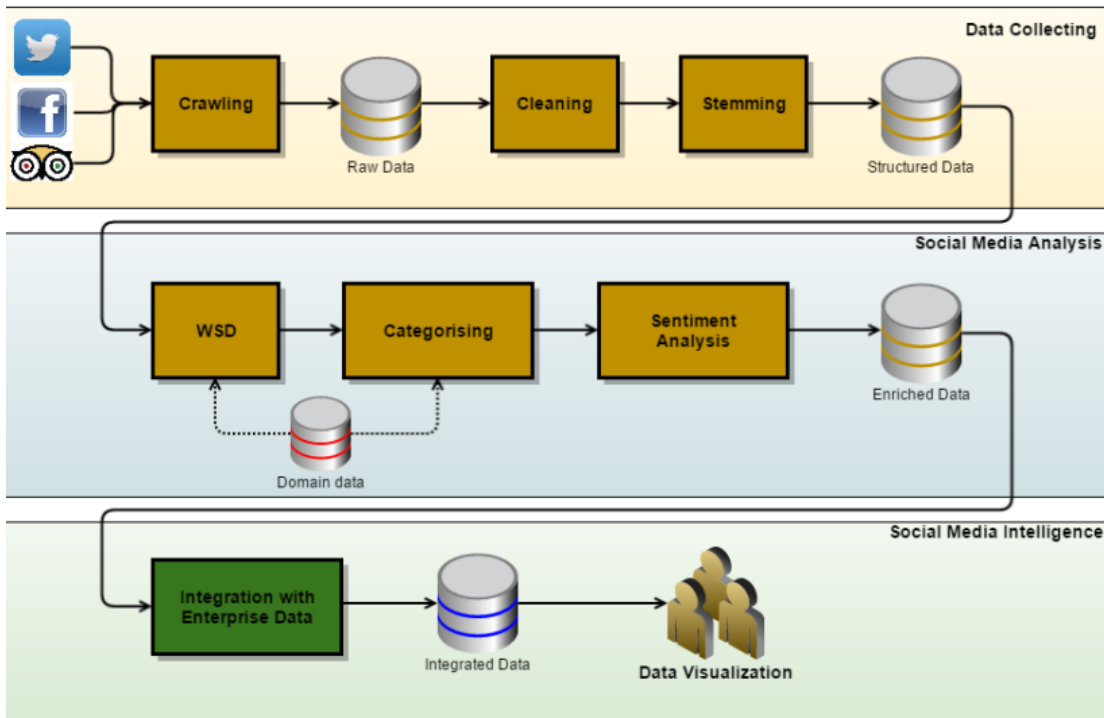 Data Collecting
Crawling
Raw Data
Cleaning
Stemming
Structured Data
Social Media Analysis
WSD
Categorising
Sentiment
Analysis
Enriched Data
Domain data
Social Media Intelligence
Integration with
Enterprise Data
Integrated Data
Data Visualization